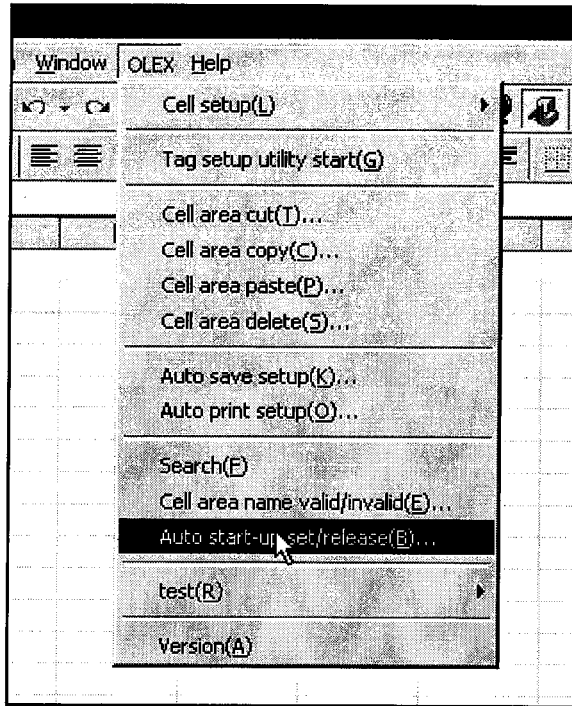 Window OLEX Help
Cell setup(L)
Tag setup utility start(G)
Cell area cut(T)...
Cell area copy(C)...
Cell area paste(P)...
Cell area delete(S)...
Auto save setup(K)...
Auto print setup(O)...
Search(F)
Cell area name valid/invalid(E)...
Auto start-up set/release(B)...
test(R)
Version(A)